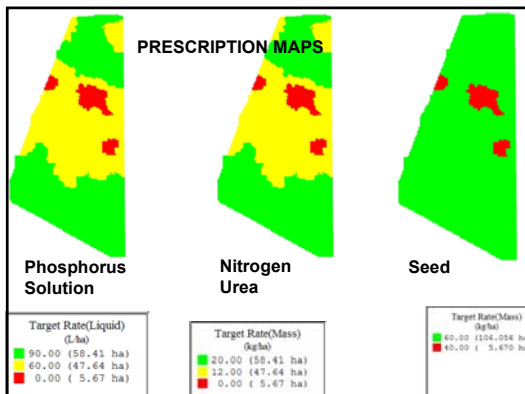 PRESCRIPTION MAPS
Phosphorus
Solution
Nitrogen
Urea
Seed
Target Rate(Liquid)
(L/ha)
90.00 (58.41 ha)
60.00 (47.64 ha)
0.00 ( 5.67 ha)
Target Rate(Mass)
(kg/ha)
20.00 (58.41 ha)
12.00 (47.64 ha)
0.00 ( 5.67 ha)
Target Rate(Mass)
(kg/ha)
60.00 (106.056 ha)
40.00 ( 5.670 ha)